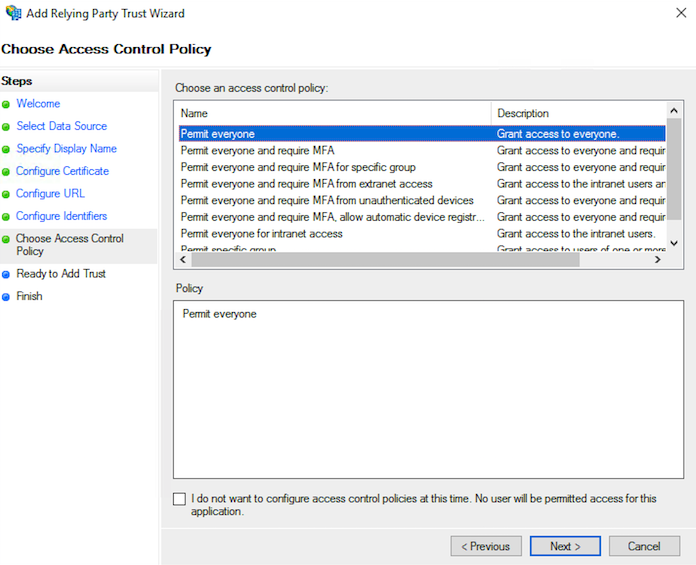 Add Relying Party Trust Wizard
Choose Access Control Policy
Steps
Welcome
Select Data Source
Specify Display Name
Configure Certificate
Configure URL
Configure Identifiers
Choose Access Control
Policy
Ready to Add Trust
Finish
Choose an access control policy:
Name Description
Permit everyone Grant access to everyone.
Permit everyone and require MFA Grant access to everyone and requir
Permit everyone and require MFA for specific group Grant access to everyone and requir
Permit everyone and require MFA from extranet access Grant access to the intranet users ar
Permit everyone and require MFA from unauthenticated devices Grant access to everyone and requir
Permit everyone and require MFA, allow automatic device registr... Grant access to everyone and requir
Permit everyone for intranet access Grant access to the intranet users.
Permit specific group Grant access to users of one or more
Policy
Permit everyone
I do not want to configure access control policies at this time. No user will be permitted access for this
application.
< Previous Next > Cancel